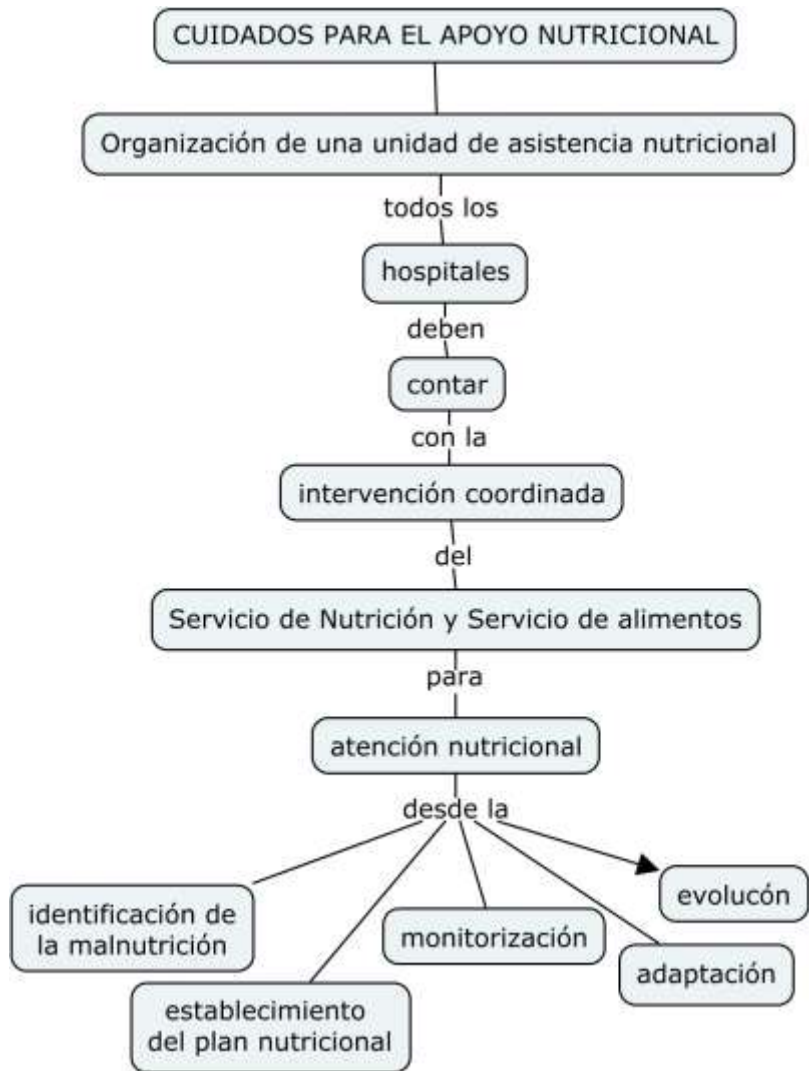 CUIDADOS PARA EL APOYO NUTRICIONAL
Organización de una unidad de asistencia nutricional
todos los
hospitales
deben
contar
con la
intervención coordinada
del
Servicio de Nutrición y Servicio de alimentos
para
atención nutricional
desde la
identificación de
la malnutrición
establecimiento
del plan nutricional
monitorización
adaptación
evolucón